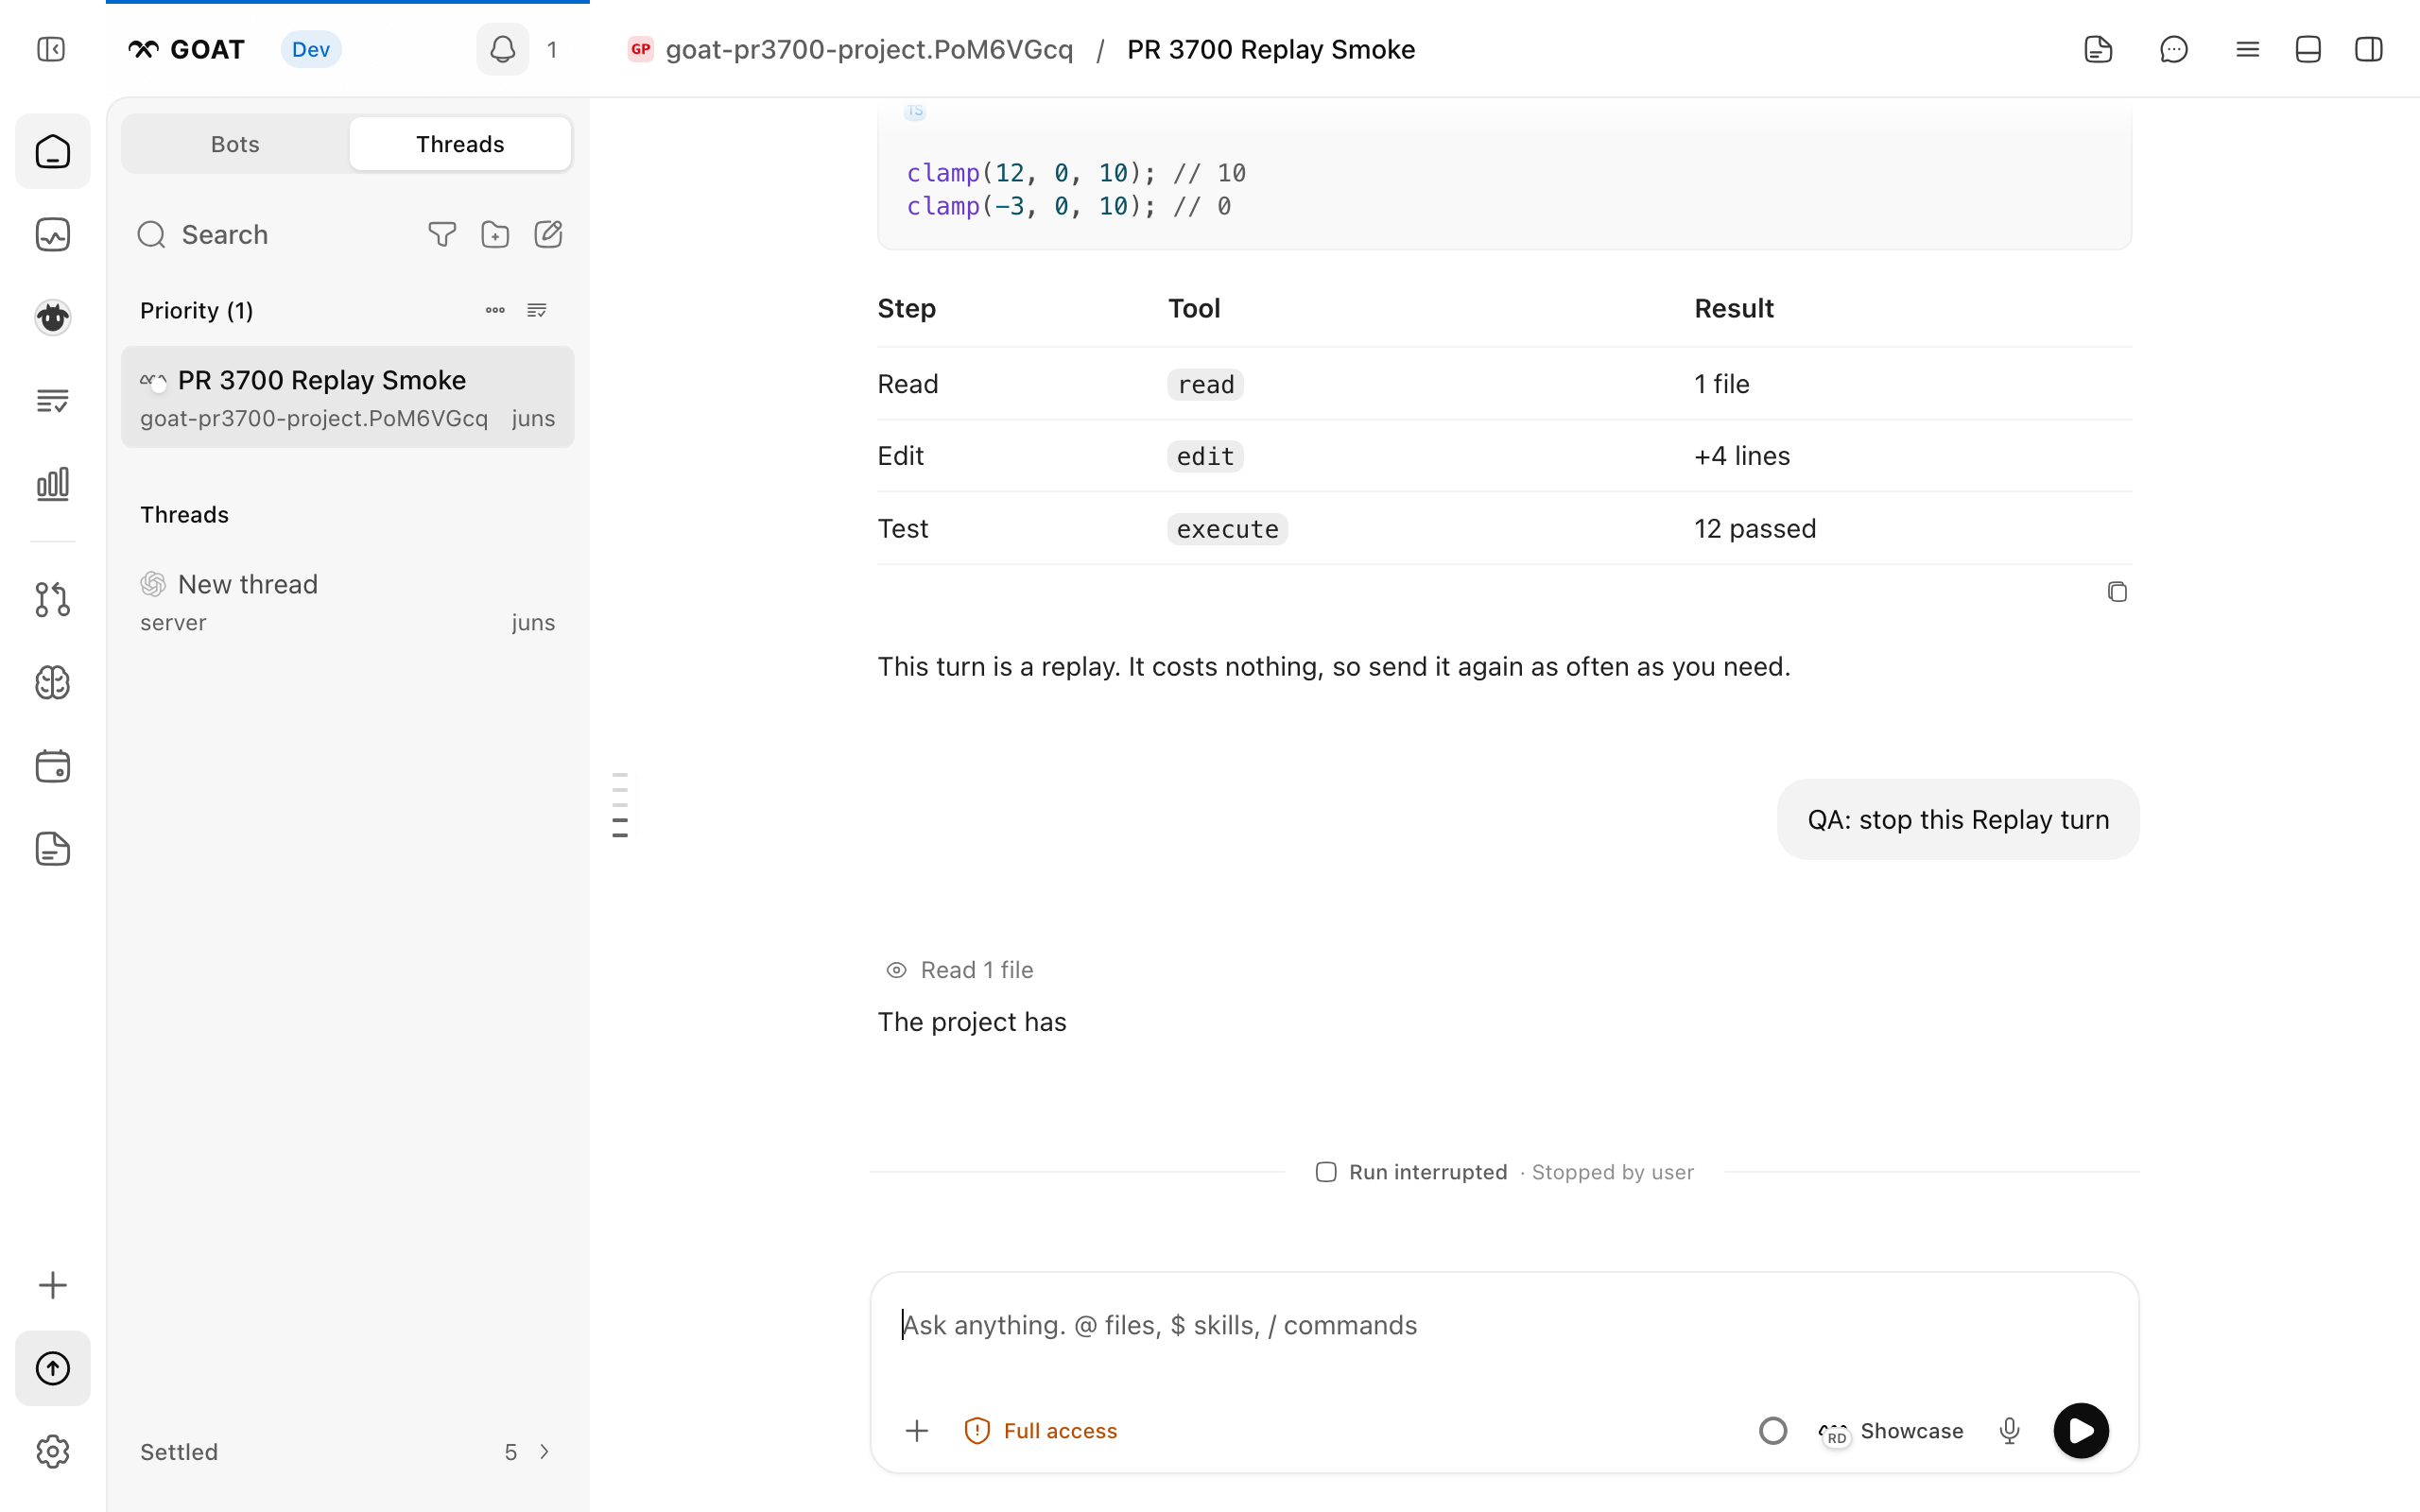 GOAT
Dev
1
GP
goat-pr3700-project.PoM6VGcq / PR 3700 Replay Smoke
Bots
Threads
Search
Priority (1)
PR 3700 Replay Smoke
goat-pr3700-project.PoM6VGcq juns
Threads
New thread
server juns
Settled 5
TS
clamp(12, 0, 10); // 10
clamp(−3, 0, 10); // 0
Step Tool Result
Read read 1 file
Edit edit +4 lines
Test execute 12 passed
This turn is a replay. It costs nothing, so send it again as often as you need.
QA: stop this Replay turn
Read 1 file
The project has
Run interrupted · Stopped by user
Ask anything. @ files, $ skills, / commands
Full access
RD
Showcase